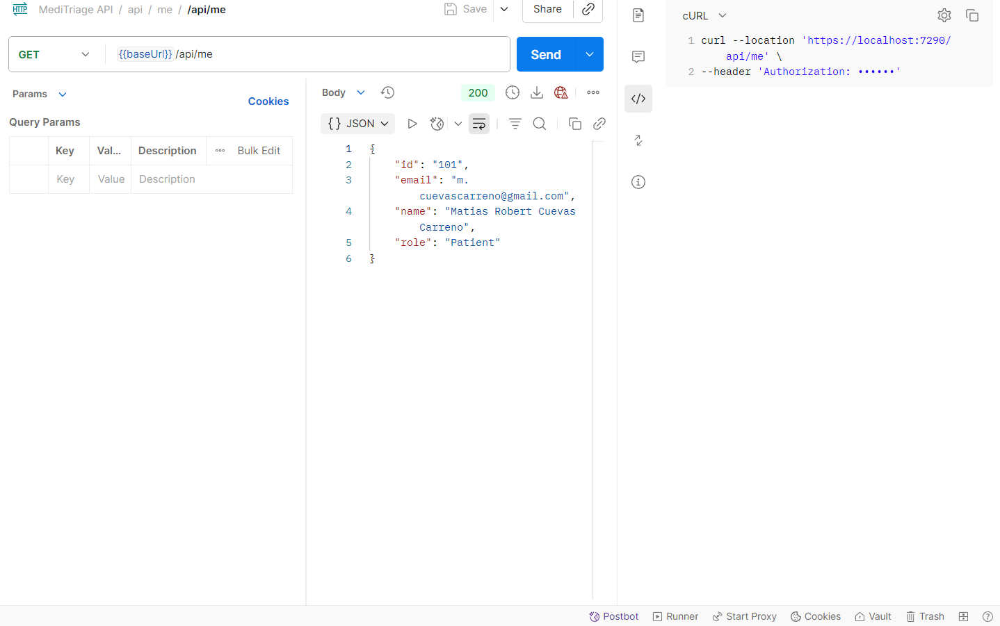 HTTP MediTriage API / api / me / /api/me
Save
Share
GET
{{baseUrl}} /api/me
Send
Params
Cookies
Query Params
Key Val... Description Bulk Edit
Key Value Description
Body
200
{} JSON
1 {
2 "id": "101",
3 "email": "m.
cuevascarreno@gmail.com",
4 "name": "Matias Robert Cuevas
Carreno",
5 "role": "Patient"
6 }
cURL
1 curl --location 'https://localhost:7290/
api/me' \
2 --header 'Authorization: ••••••'
Postbot
Runner
Start Proxy
Cookies
Vault
Trash